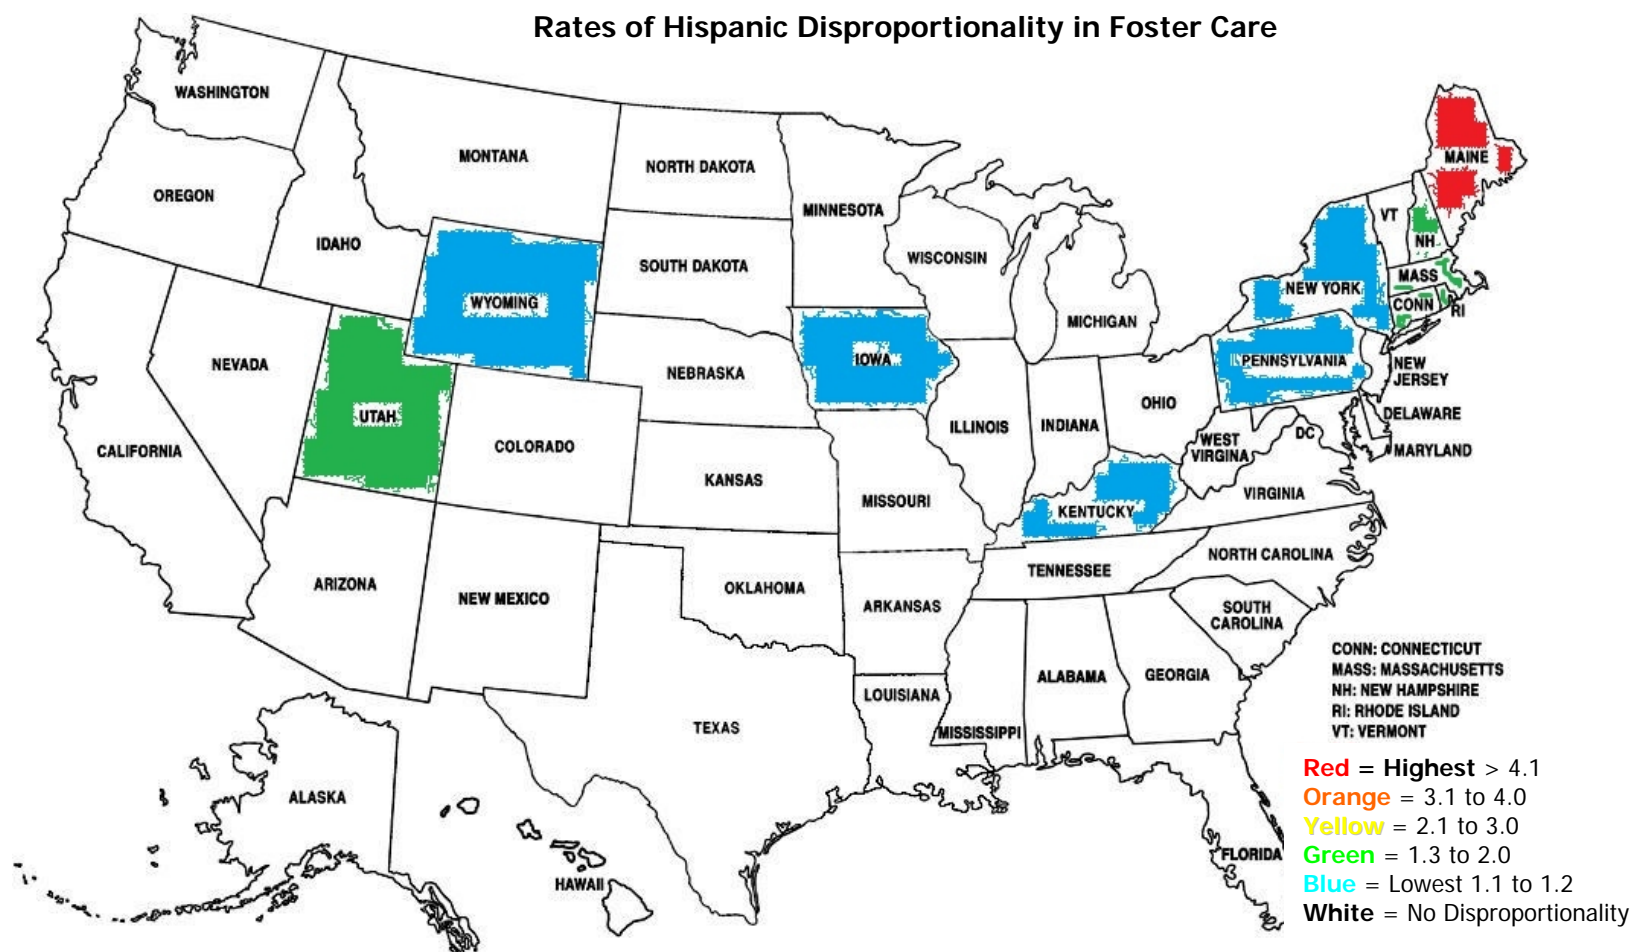 Rates of Hispanic Disproportionality in Foster Care
WASHINGTON
MONTANA
NORTH DAKOTA
MINNESOTA
MAINE
OREGON
IDAHO
SOUTH DAKOTA
WISCONSIN
VT
NH
WYOMING
NEW YORK
MASS
CONN
RI
MICHIGAN
NEVADA
NEBRASKA
IOWA
PENNSYLVANIA
NEW
JERSEY
UTAH
OHIO
DELAWARE
CALIFORNIA
COLORADO
ILLINOIS
INDIANA
WEST
VIRGINA
DC
MARYLAND
KANSAS
MISSOURI
KENTUCKY
VIRGINIA
ARIZONA
NEW MEXICO
OKLAHOMA
ARKANSAS
TENNESSEE
NORTH CAROLINA
SOUTH
CAROLINA
TEXAS
LOUISIANA
MISSISSIPPI
ALABAMA
GEORGIA
ALASKA
HAWAII
FLORIDA
CONN: CONNECTICUT
MASS: MASSACHUSETTS
NH: NEW HAMPSHIRE
RI: RHODE ISLAND
VT: VERMONT
Red = Highest > 4.1
Orange = 3.1 to 4.0
Yellow = 2.1 to 3.0
Green = 1.3 to 2.0
Blue = Lowest 1.1 to 1.2
White = No Disproportionality